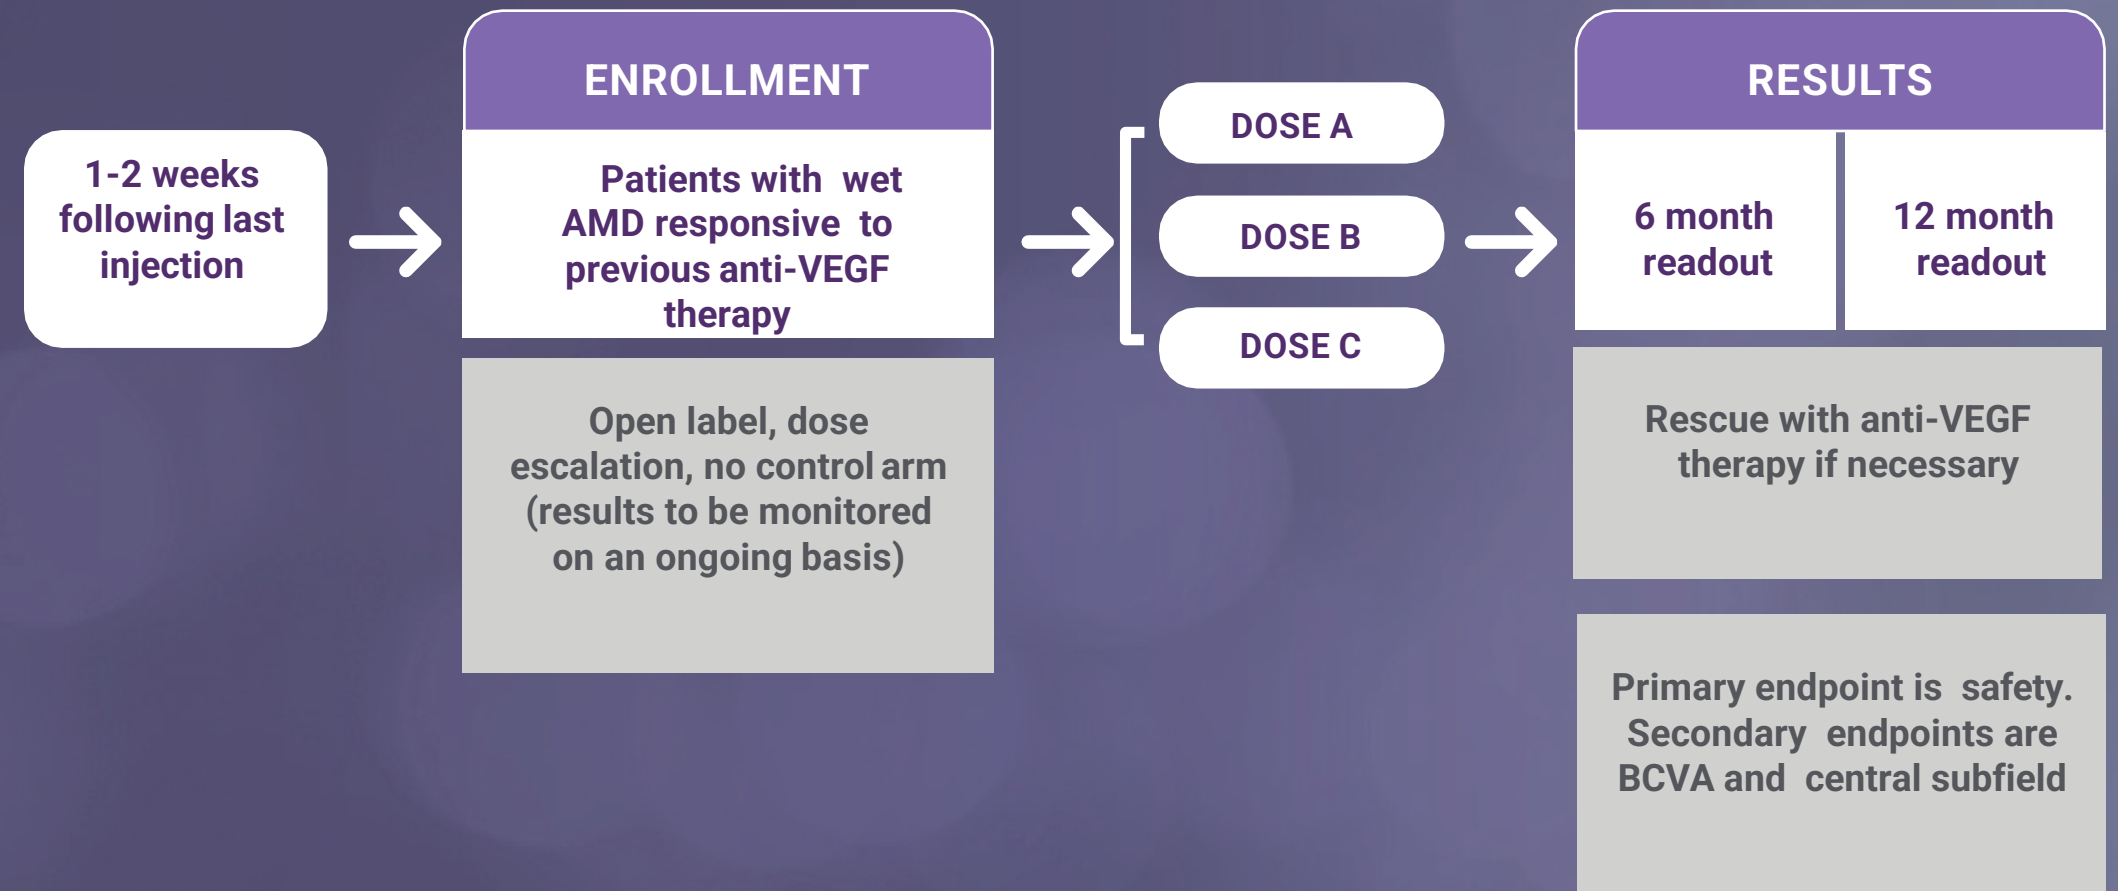 1-2 weeks
following last
injection
ENROLLMENT
Patients with wet
AMD responsive to
previous anti-VEGF
therapy
Open label, dose
escalation, no control arm
(results to be monitored
on an ongoing basis)
DOSE A
DOSE B
DOSE C
RESULTS
6 month
readout
12 month
readout
Rescue with anti-VEGF
therapy if necessary
Primary endpoint is safety.
Secondary endpoints are
BCVA and central subfield